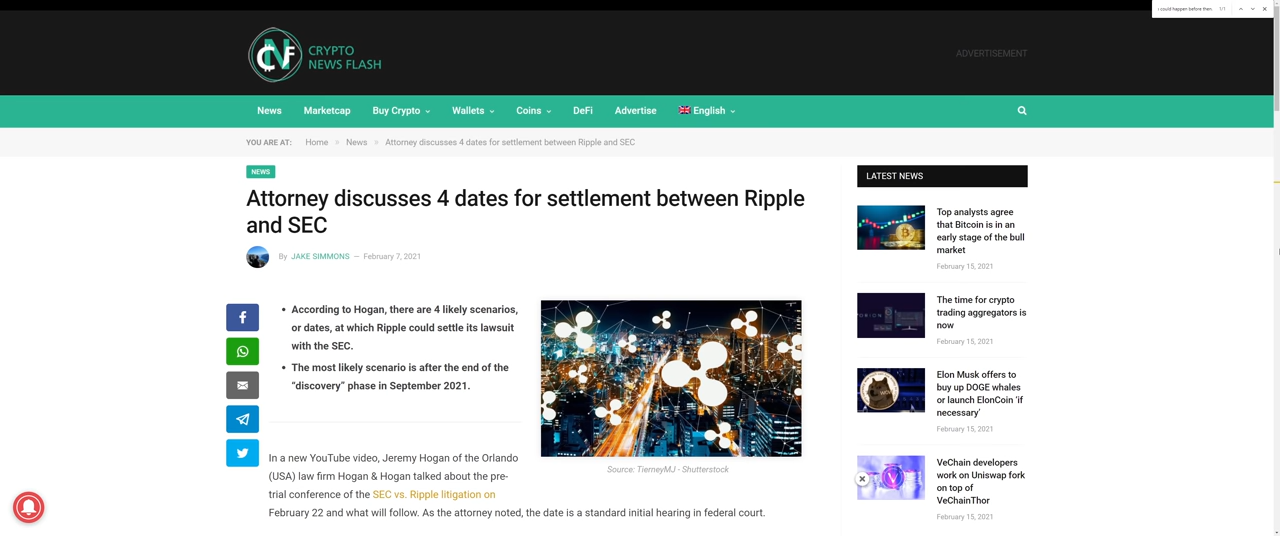 i could happen before then. 1/1
CRYPTO
NEWS FLASH
ADVERTISEMENT
News Marketcap Buy Crypto Wallets Coins DeFi Advertise English
YOU ARE AT: Home » News » Attorney discusses 4 dates for settlement between Ripple and SEC
NEWS
Attorney discusses 4 dates for settlement between Ripple
and SEC
By JAKE SIMMONS — February 7, 2021
• According to Hogan, there are 4 likely scenarios,
or dates, at which Ripple could settle its lawsuit
with the SEC.
• The most likely scenario is after the end of the
“discovery” phase in September 2021.
Source: TierneyMJ - Shutterstock
In a new YouTube video, Jeremy Hogan of the Orlando
(USA) law firm Hogan & Hogan talked about the pre-
trial conference of the SEC vs. Ripple litigation on
February 22 and what will follow. As the attorney noted, the date is a standard initial hearing in federal court.
LATEST NEWS
Top analysts agree
that Bitcoin is in an
early stage of the bull
market
February 15, 2021
The time for crypto
trading aggregators is
now
February 15, 2021
Elon Musk offers to
buy up DOGE whales
or launch ElonCoin ‘if
necessary’
February 15, 2021
VeChain developers
work on Uniswap fork
on top of
VeChainThor
February 15, 2021